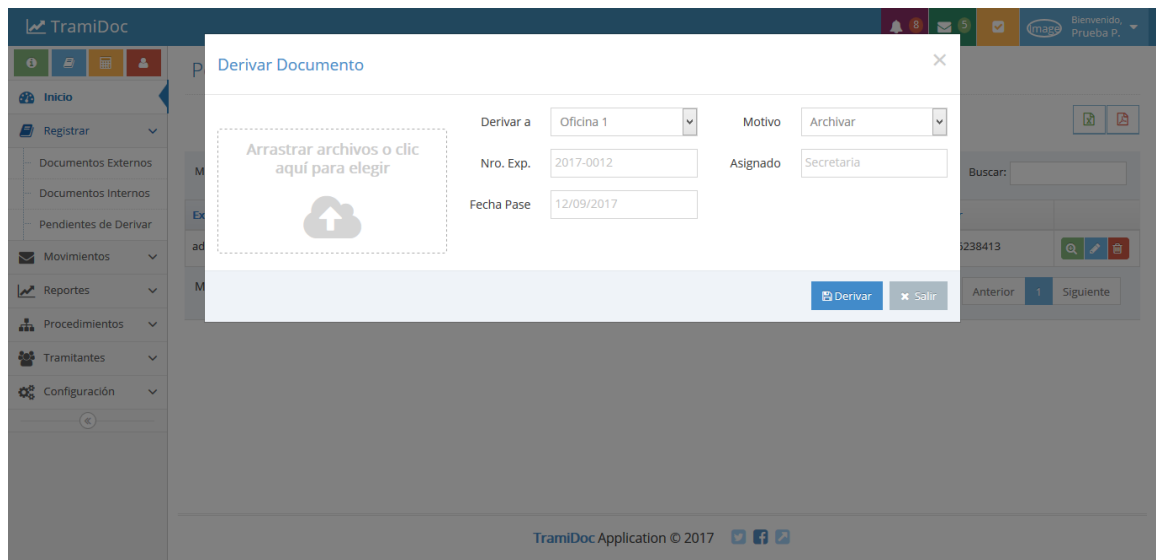 TramiDoc
8
5
Image
Bienvenido,
Prueba P.
Derivar Documento
Inicio
Registrar
Documentos Externos
Documentos Internos
Pendientes de Derivar
Movimientos
Reportes
Procedimientos
Tramitantes
Configuración
Arrastrar archivos o clic
aquí para elegir
Derivar a
Oficina 1
Motivo
Archivar
Nro. Exp.
2017-0012
Asignado
Secretaria
Fecha Pase
12/09/2017
Derivar
Salir
Buscar:
Anterior
1
Siguiente
TramiDoc Application © 2017